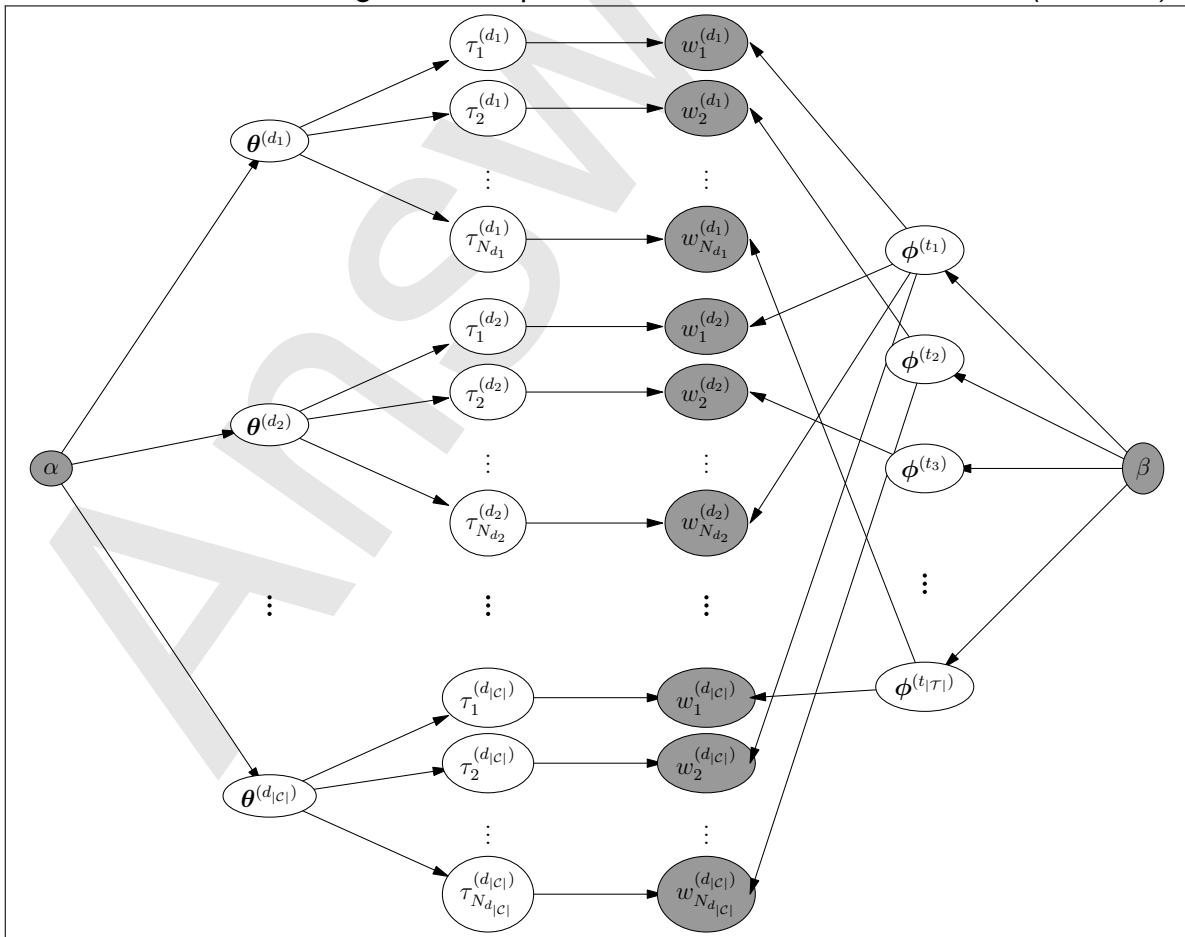 τ_1^{(d_1)} w_1^{(d_1)}
τ_2^{(d_1)} w_2^{(d_1)}
θ^{(d_1)}
⋮ ⋮
τ_{N_{d_1}}^{(d_1)} w_{N_{d_1}}^{(d_1)} ϕ^{(t_1)}
τ_1^{(d_2)} w_1^{(d_2)}
ϕ^{(t_2)}
τ_2^{(d_2)} w_2^{(d_2)}
θ^{(d_2)}
α ⋮ ⋮ ϕ^{(t_3)} β
τ_{N_{d_2}}^{(d_2)} w_{N_{d_2}}^{(d_2)}
⋮ ⋮ ⋮ ⋮
τ_1^{(d_{|C|})} w_1^{(d_{|C|})} ϕ^{(t_{|T|})}
τ_2^{(d_{|C|})} w_2^{(d_{|C|})}
θ^{(d_{|C|})}
⋮ ⋮
τ_{N_{d_{|C|}}}^{(d_{|C|})} w_{N_{d_{|C|}}}^{(d_{|C|})}
Answ